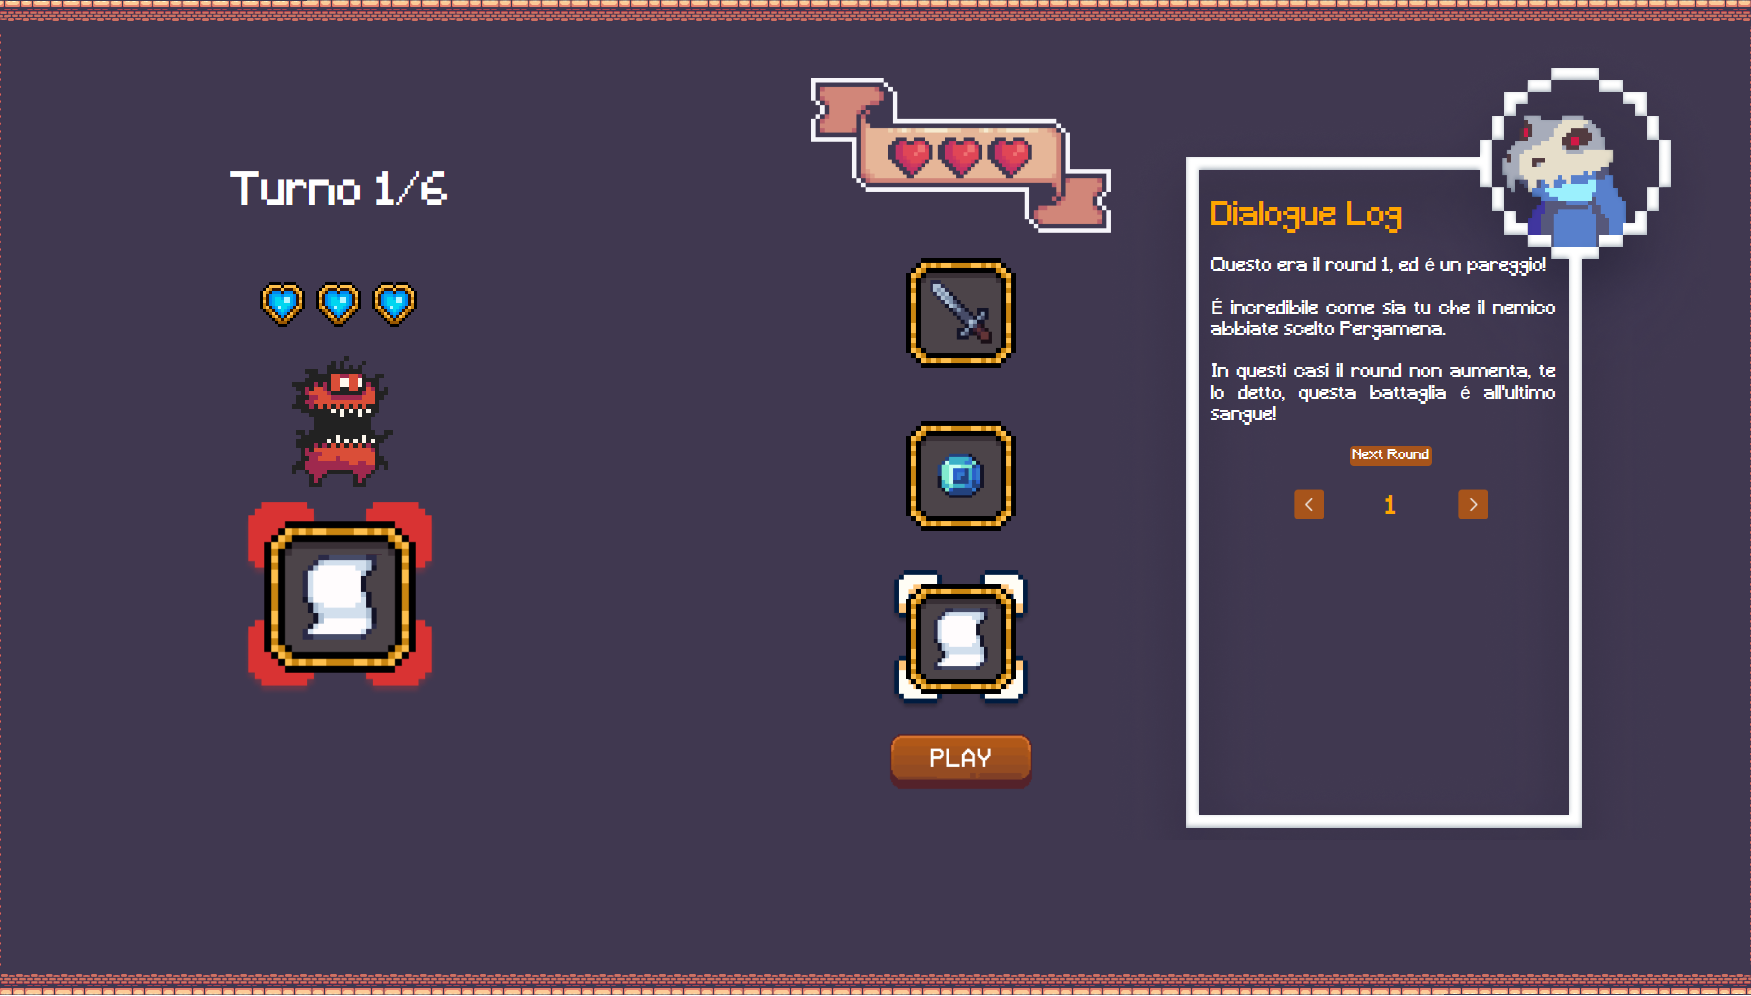 Turno 1/6
Dialogue Log
Questo era il round 1, ed é un pareggio!
É incredibile come sia tu che il nemico
abbiate scelto Pergamena.
In questi casi il round non aumenta, te
lo detto, questa battaglia é all'ultimo
sangue!
Next Round
< 1 >
PLAY